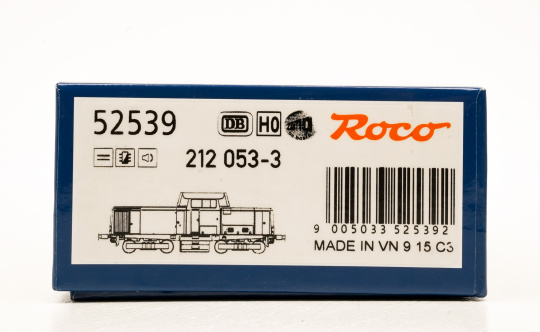 52539 DB H0 Roco
212 053-3
9 005033 525392
MADE IN VN 9 15 C3